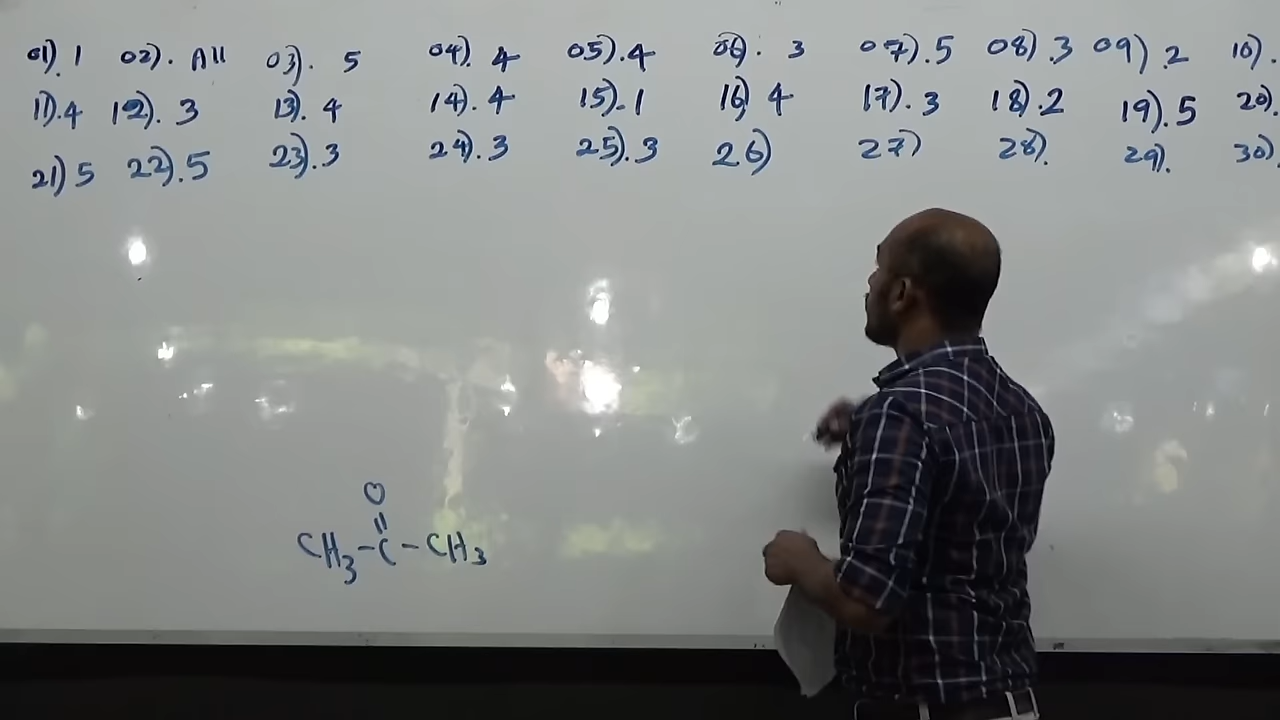 01). 1 02). All 03). 5 04). 4 05). 4 06). 3 07). 5 08). 3 09). 2 10).
11). 4 12). 3 13). 4 14). 4 15). 1 16) 4 17). 3 18). 2 19). 5 20).
21) 5 22). 5 23). 3 24). 3 25). 3 26) 27) 28). 29). 30).
O
||
CH3-C-CH3